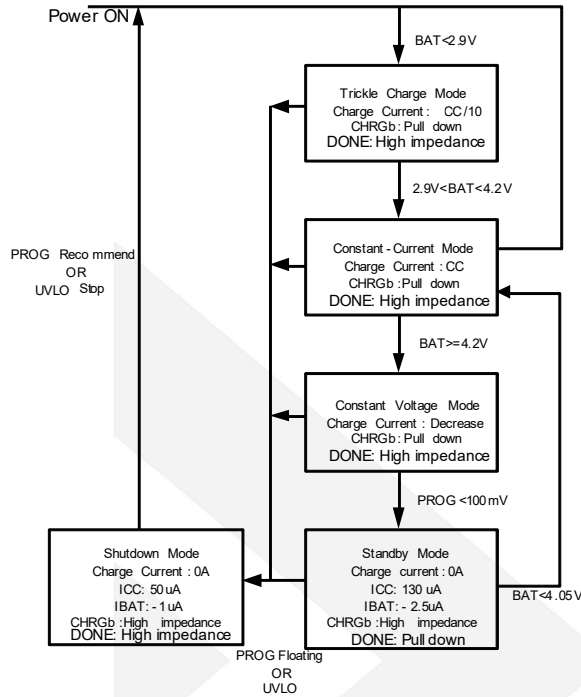 Power ON
BAT<2.9V
Trickle Charge Mode
Charge Current: CC/10
CHRGb: Pull down
DONE: High impedance
2.9V<BAT<4.2V
PROG Recommend
OR
UVLO Stop
Constant-Current Mode
Charge Current: CC
CHRGb: Pull down
DONE: High impedance
BAT>=4.2V
Constant Voltage Mode
Charge Current: Decrease
CHRGb: Pull down
DONE: High impedance
PROG<100mV
Shutdown Mode
Charge Current: 0A
ICC: 50uA
IBAT: -1uA
CHRGb: High impedance
DONE: High impedance
Standby Mode
Charge current: 0A
ICC: 130 uA
IBAT: -2.5uA
CHRGb: High impedance
DONE: Pull down
BAT<4.05V
PROG Floating
OR
UVLO